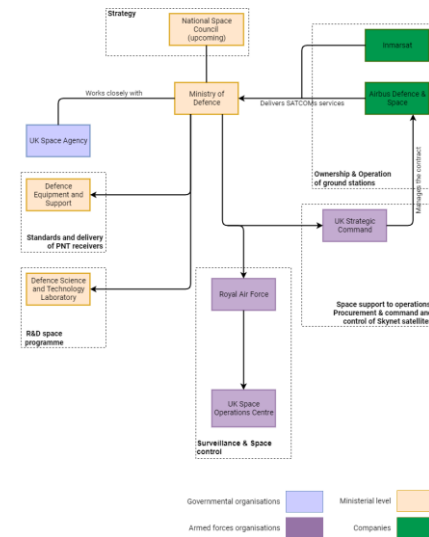 Strategy
National Space
Council
(upcoming)
Inmarsat
Works closely with
Ministry of
Defence
Delivers SATCOMs services
Airbus Defence &
Space
UK Space Agency
Manages the contract
Ownership & Operation
of ground stations
Defence
Equipment and
Support
Standards and delivery
of PNT receivers
UK Strategic
Command
Defence Science
and Technology
Laboratory
Royal Air Force
Space support to operations
Procurement & command and
control of Skynet satellite
R&D space
programme
UK Space
Operations Centre
Surveillance & Space
control
Governmental organisations
Ministerial level
Armed forces organisations
Companies